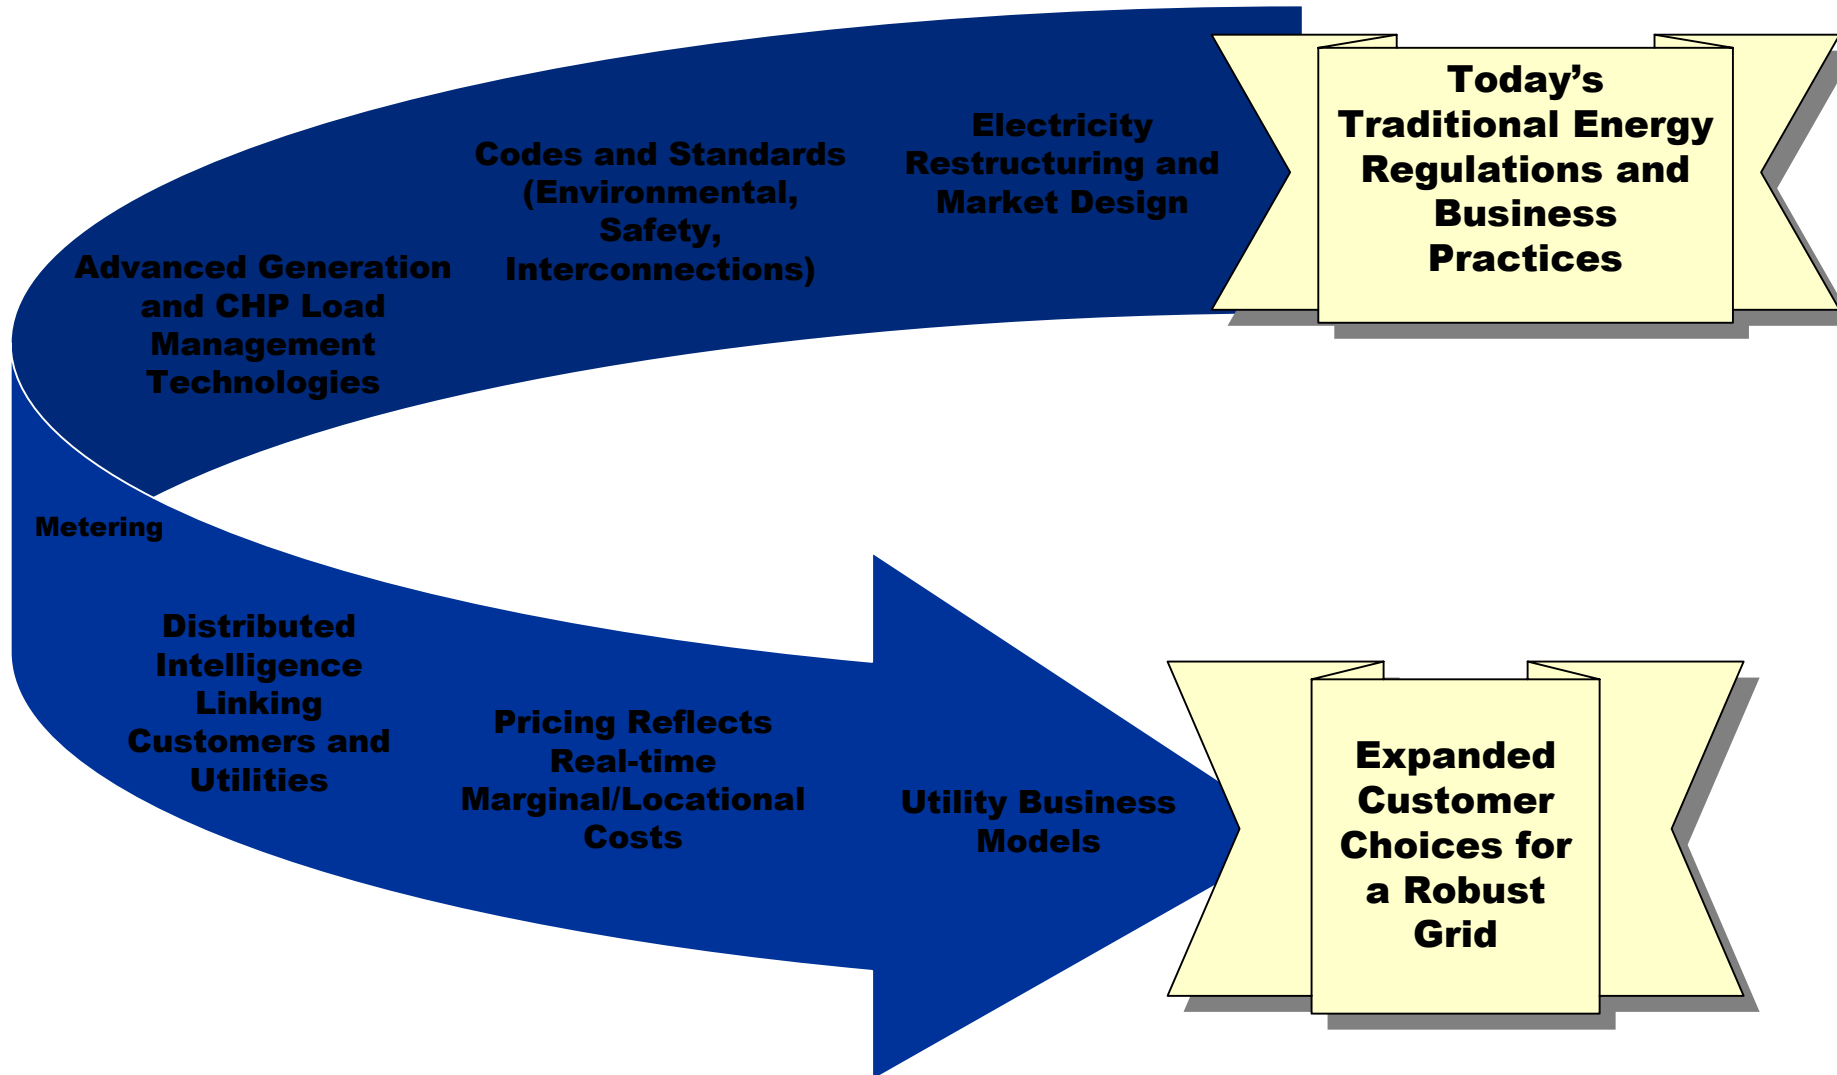 Today’s
Traditional Energy
Regulations and
Business
Practices
Electricity
Restructuring and
Market Design
Codes and Standards
(Environmental,
Safety,
Interconnections)
Advanced Generation
and CHP Load
Management
Technologies
Metering
Distributed
Intelligence
Linking
Customers and
Utilities
Pricing Reflects
Real-time
Marginal/Locational
Costs
Utility Business
Models
Expanded
Customer
Choices for
a Robust
Grid